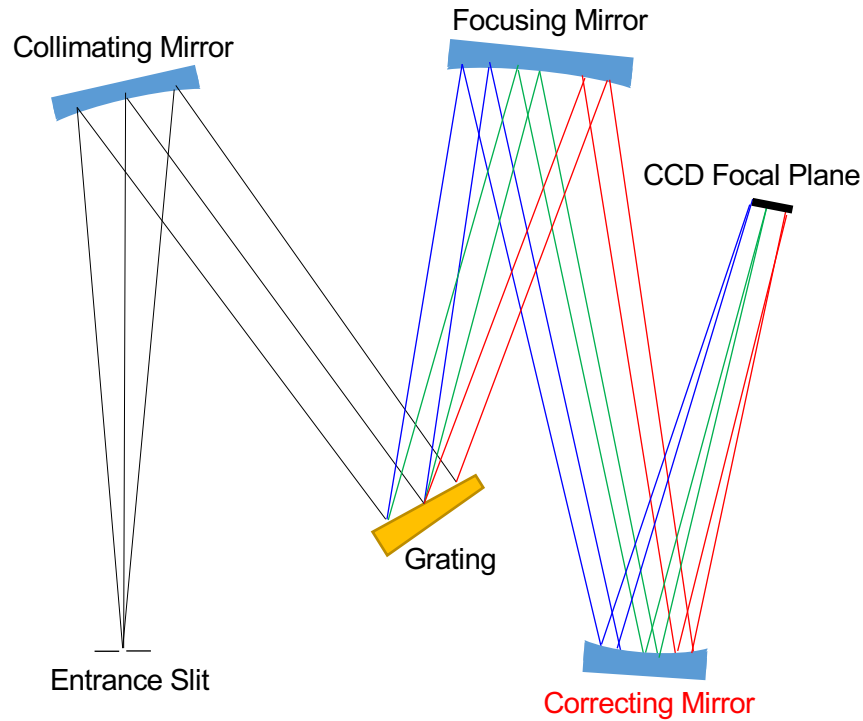 Focusing Mirror
Collimating Mirror
CCD Focal Plane
Grating
Entrance Slit
Correcting Mirror